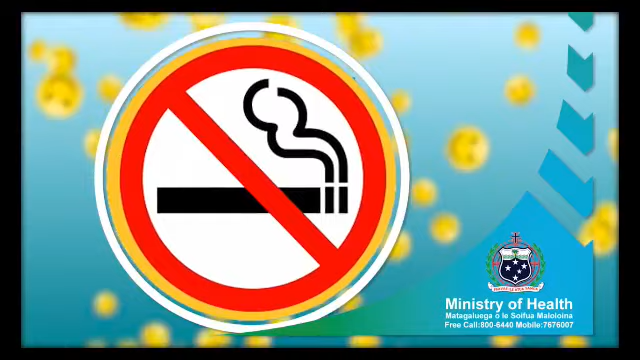 Ministry of Health
Matagaluega o le Soifua Maloloina
Free Call:800-6440 Mobile:7676007